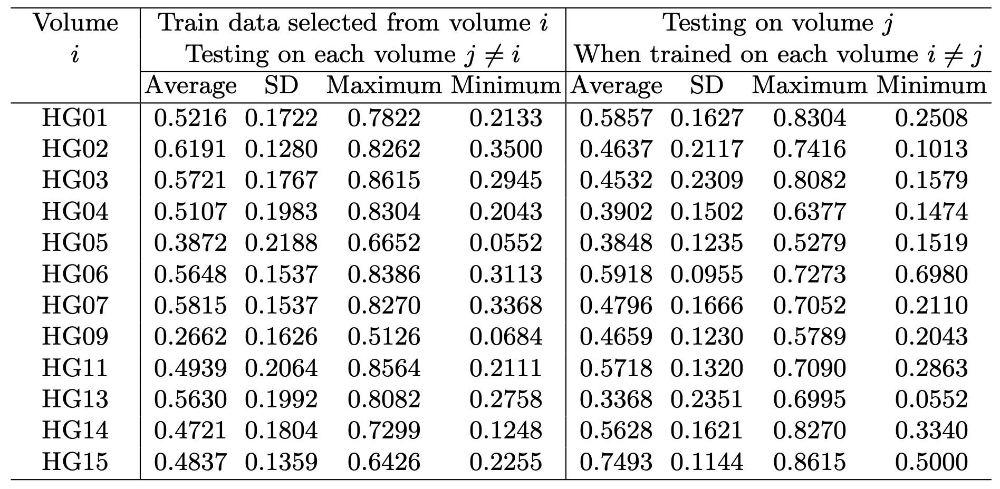 Volume Train data selected from volume i Testing on volume j
i Testing on each volume j ≠ i When trained on each volume i ≠ j
Average SD Maximum Minimum Average SD Maximum Minimum
HG01 0.5216 0.1722 0.7822 0.2133 0.5857 0.1627 0.8304 0.2508
HG02 0.6191 0.1280 0.8262 0.3500 0.4637 0.2117 0.7416 0.1013
HG03 0.5721 0.1767 0.8615 0.2945 0.4532 0.2309 0.8082 0.1579
HG04 0.5107 0.1983 0.8304 0.2043 0.3902 0.1502 0.6377 0.1474
HG05 0.3872 0.2188 0.6652 0.0552 0.3848 0.1235 0.5279 0.1519
HG06 0.5648 0.1537 0.8386 0.3113 0.5918 0.0955 0.7273 0.6980
HG07 0.5815 0.1537 0.8270 0.3368 0.4796 0.1666 0.7052 0.2110
HG09 0.2662 0.1626 0.5126 0.0684 0.4659 0.1230 0.5789 0.2043
HG11 0.4939 0.2064 0.8564 0.2111 0.5718 0.1320 0.7090 0.2863
HG13 0.5630 0.1992 0.8082 0.2758 0.3368 0.2351 0.6995 0.0552
HG14 0.4721 0.1804 0.7299 0.1248 0.5628 0.1621 0.8270 0.3340
HG15 0.4837 0.1359 0.6426 0.2255 0.7493 0.1144 0.8615 0.5000